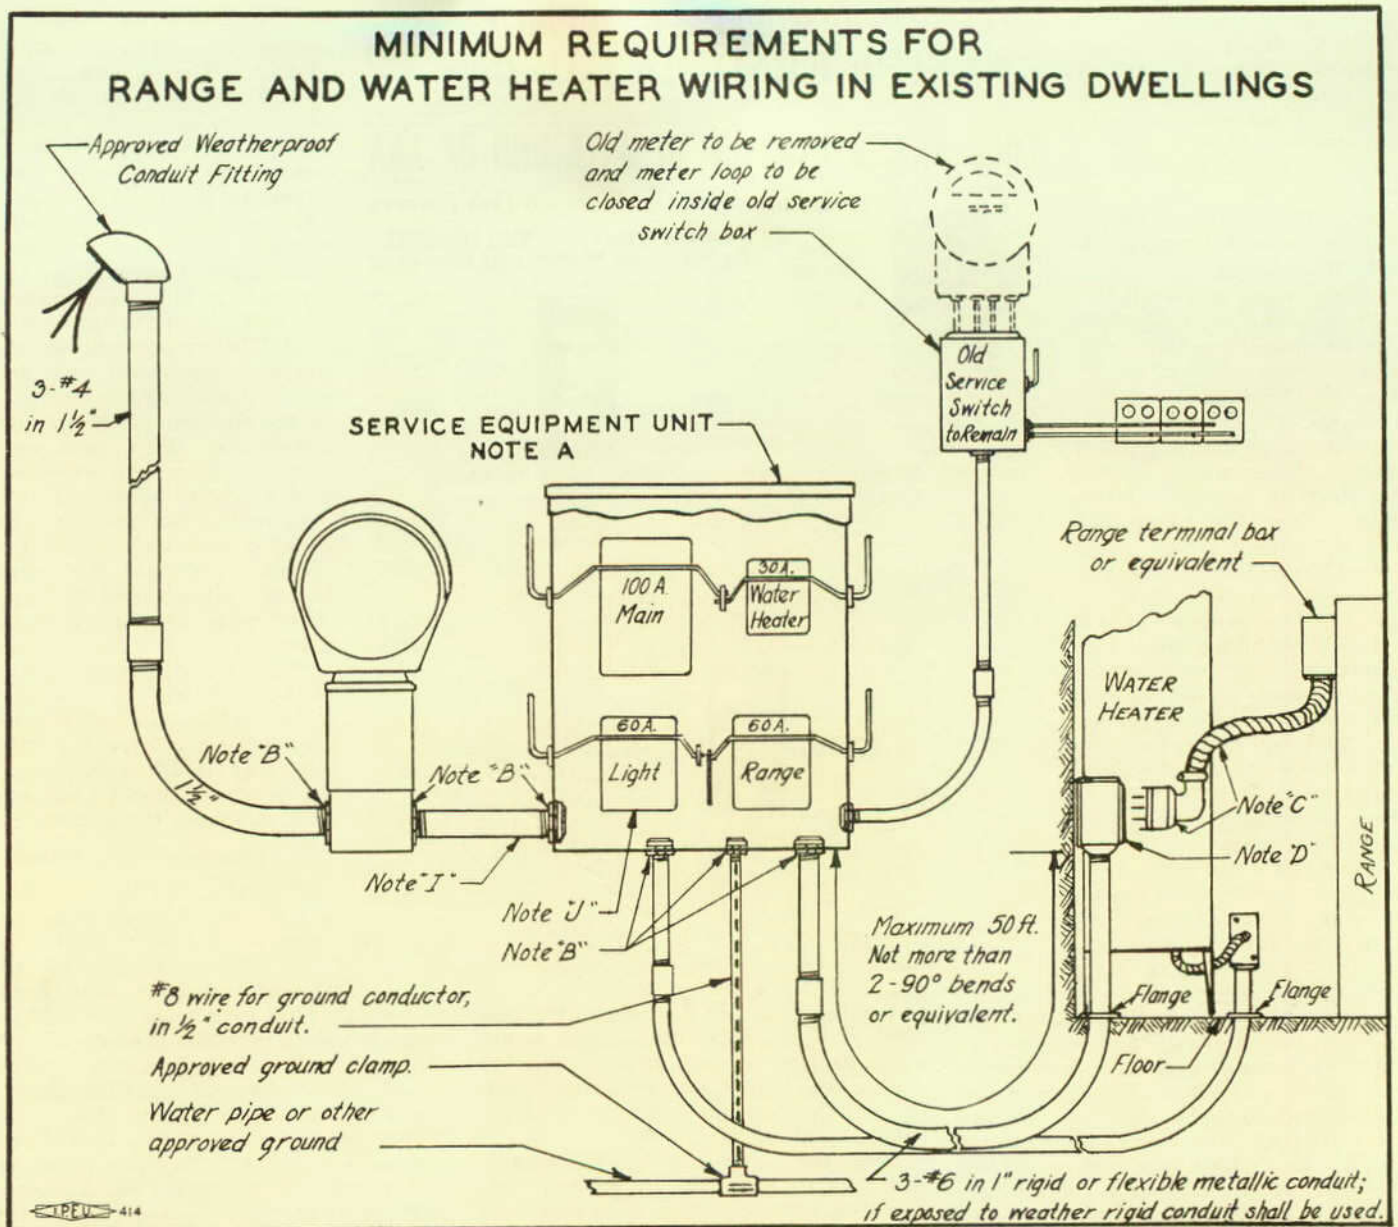 MINIMUM REQUIREMENTS FOR
RANGE AND WATER HEATER WIRING IN EXISTING DWELLINGS
Approved Weatherproof
Conduit Fitting
Old meter to be removed
and meter loop to be
closed inside old service
switch box
3-#4
in 1½"
Old
Service
Switch
to Remain
SERVICE EQUIPMENT UNIT
NOTE A
Range terminal box
or equivalent
100 A.
Main
30 A.
Water
Heater
WATER
HEATER
60 A.
Light
60 A.
Range
Note "B"
Note "B"
1½"
Note "C"
Note "D"
RANGE
Note "I"
Note "J"
Note "B"
Maximum 50 ft.
Not more than
2-90° bends
or equivalent.
#8 wire for ground conductor,
in ½" conduit.
Flange
Flange
Approved ground clamp.
Floor
Water pipe or other
approved ground
3-#6 in 1" rigid or flexible metallic conduit;
if exposed to weather rigid conduit shall be used.
I.P.E.U. 414